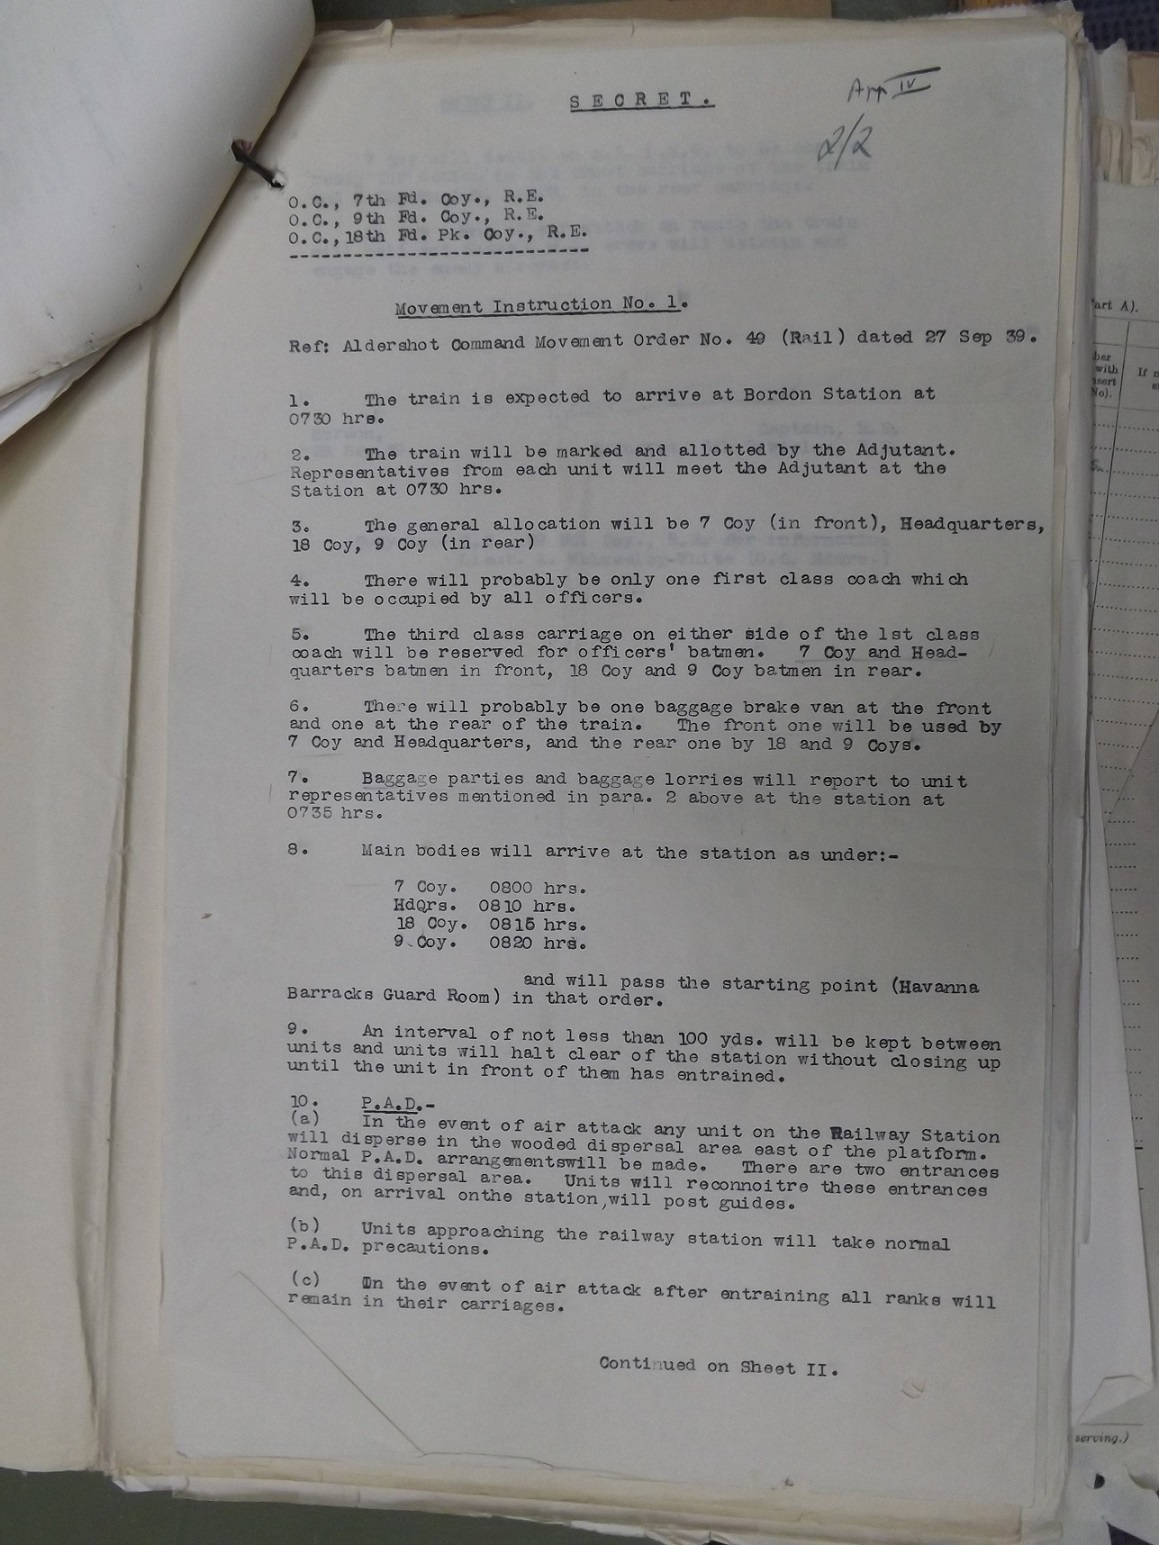 SECRET.
App IV
2/2
O.C., 7th Fd. Coy., R.E.
O.C., 9th Fd. Coy., R.E.
O.C., 18th Fd. Pk. Coy., R.E.
Movement Instruction No. 1.
Ref: Aldershot Command Movement Order No. 40 (Rail) dated 27 Sep 39.
1. The train is expected to arrive at Bordon Station at
0730 hrs.
2. The train will be marked and allotted by the Adjutant.
Representatives from each unit will meet the Adjutant at the
Station at 0730 hrs.
3. The general allocation will be 7 Coy (in front), Headquarters,
18 Coy, 9 Coy (in rear)
4. There will probably be only one first class coach which
will be occupied by all officers.
5. The third class carriage on either side of the 1st class
coach will be reserved for officers' batmen. 7 Coy and Head-
quarters batmen in front, 18 Coy and 9 Coy batmen in rear.
6. There will probably be one baggage brake van at the front
and one at the rear of the train. The front one will be used by
7 Coy and Headquarters, and the rear one by 18 and 9 Coys.
7. Baggage parties and baggage lorries will report to unit
representatives mentioned in para. 2 above at the station at
0735 hrs.
8. Main bodies will arrive at the station as under:-
7 Coy. 0800 hrs.
HdQrs. 0810 hrs.
18 Coy. 0815 hrs.
9 Coy. 0820 hrs.
and will pass the starting point (Havanna
Barracks Guard Room) in that order.
9. An interval of not less than 100 yds. will be kept between
units and units will halt clear of the station without closing up
until the unit in front of them has entrained.
10. P.A.D.-
(a) In the event of air attack any unit on the Railway Station
will disperse in the wooded dispersal area east of the platform.
Normal P.A.D. arrangementswill be made. There are two entrances
to this dispersal area. Units will reconnoitre these entrances
and, on arrival onthe station,will post guides.
(b) Units approaching the railway station will take normal
P.A.D. precautions.
(c) In the event of air attack after entraining all ranks will
remain in their carriages.
Continued on Sheet II.
art A).
with
No).
If
serving.)